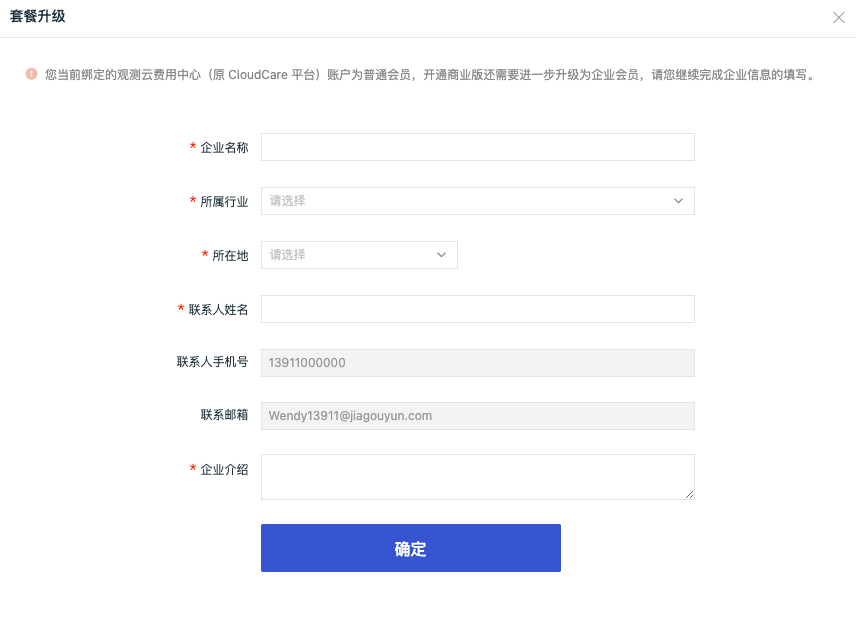 套餐升级
您当前绑定的观测云费用中心（原 CloudCare 平台）账户为普通会员，开通商业版还需要进一步升级为企业会员，请您继续完成企业信息的填写。
* 企业名称
* 所属行业 请选择
* 所在地 请选择
* 联系人姓名
联系人手机号 13911000000
联系邮箱 Wendy13911@jiagouyun.com
* 企业介绍
确定